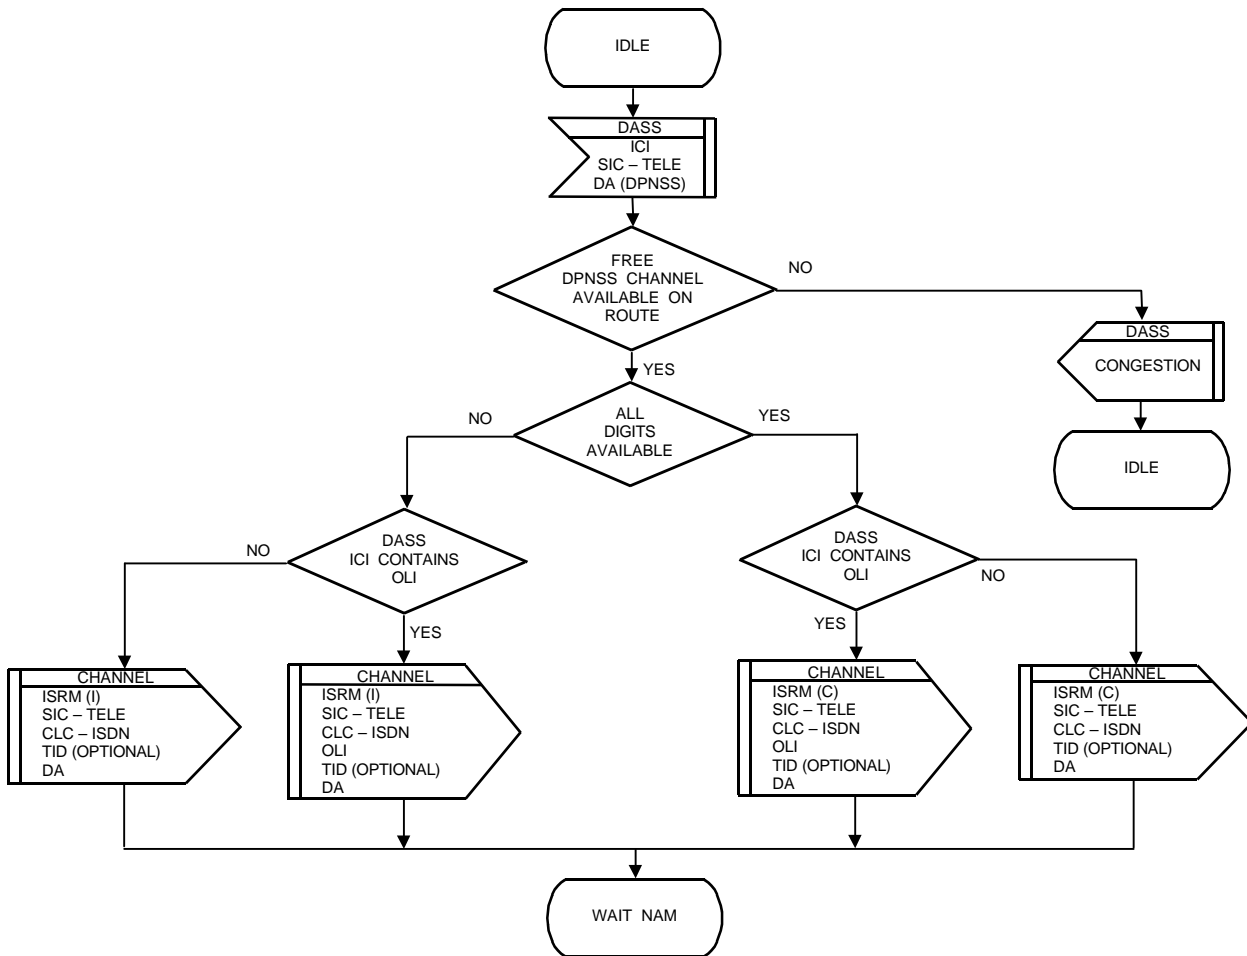 IDLE
DASS
ICI
SIC – TELE
DA (DPNSS)
FREE
DPNSS CHANNEL
AVAILABLE ON
ROUTE
NO
DASS
CONGESTION
IDLE
YES
ALL
DIGITS
AVAILABLE
NO
YES
DASS
ICI CONTAINS
OLI
NO
YES
DASS
ICI CONTAINS
OLI
YES
NO
CHANNEL
ISRM (I)
SIC – TELE
CLC – ISDN
TID (OPTIONAL)
DA
CHANNEL
ISRM (I)
SIC – TELE
CLC – ISDN
OLI
TID (OPTIONAL)
DA
CHANNEL
ISRM (C)
SIC – TELE
CLC – ISDN
OLI
TID (OPTIONAL)
DA
CHANNEL
ISRM (C)
SIC – TELE
CLC – ISDN
TID (OPTIONAL)
DA
WAIT NAM